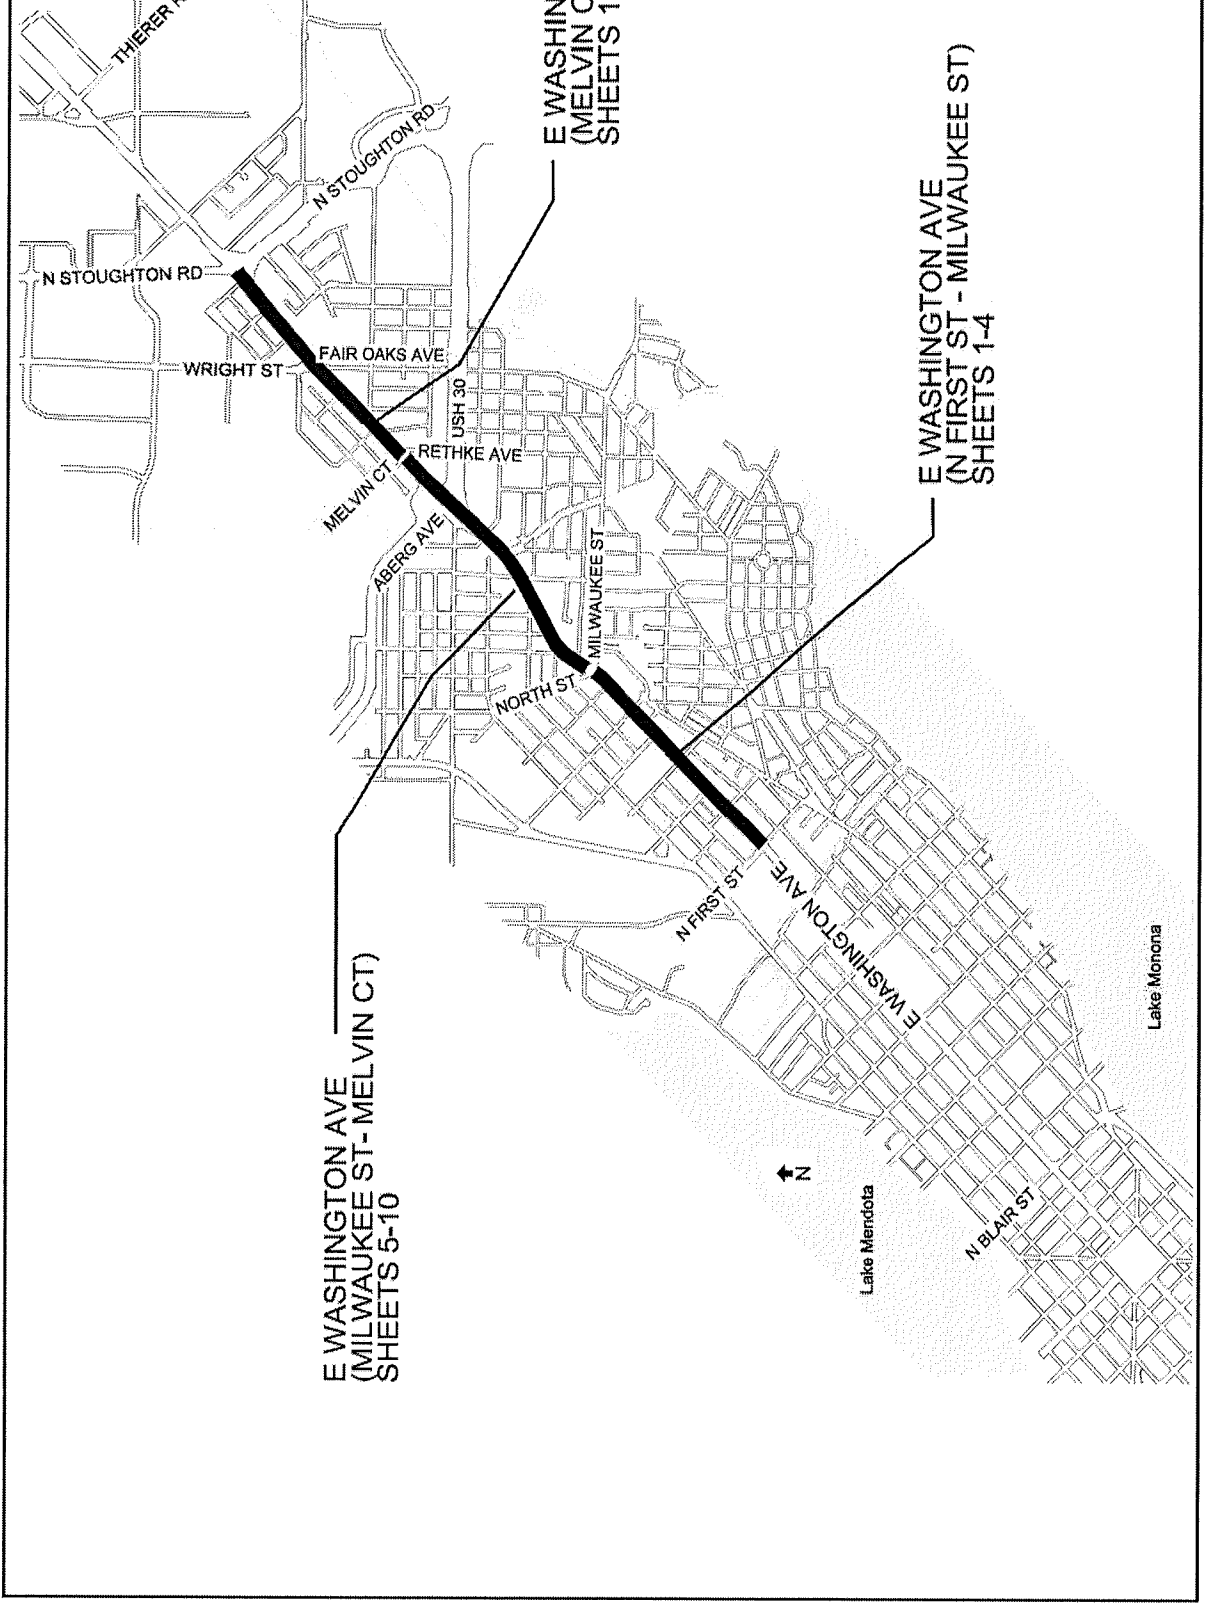 THIERER
N STOUGHTON RD
N STOUGHTON RD
WRIGHT ST
FAIR OAKS AVE
USH 30
RETHKE AVE
MELVIN CT
ABERG AVE
MILWAUKEE ST
NORTH ST
N FIRST ST
E WASHINGTON AVE
N BLAIR ST
Lake Mendota
Lake Monona
N
E WASHINGTON AVE
(MILWAUKEE ST- MELVIN CT)
SHEETS 5-10
E WASHINGTON AVE
(N FIRST ST - MILWAUKEE ST)
SHEETS 1-4
E WASHIN
(MELVIN C
SHEETS 1